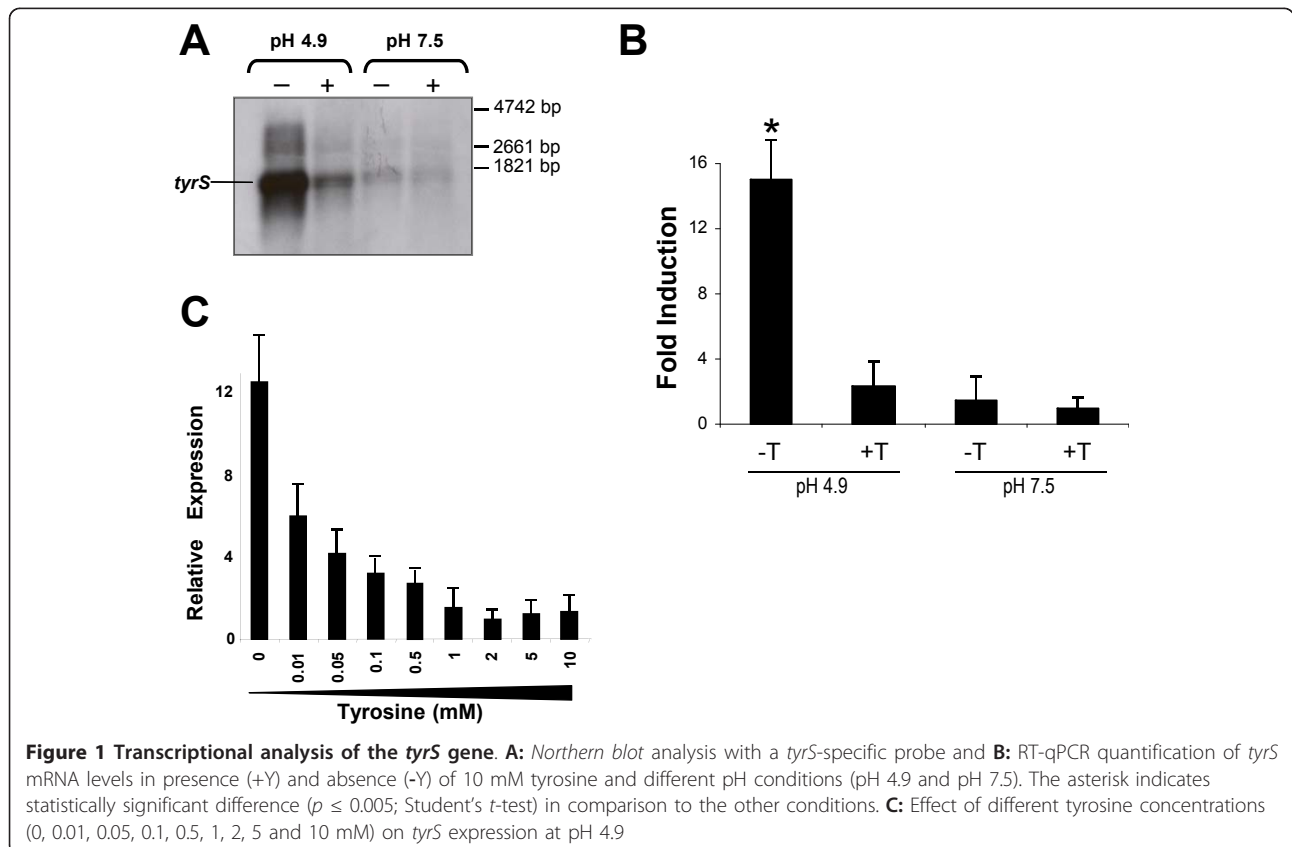 A
pH 4.9 pH 7.5
– + – +
4742 bp
2661 bp
1821 bp
tyrS
B
Fold Induction
16
12
8
4
0
*
-T +T -T +T
pH 4.9 pH 7.5
C
Relative Expression
12
8
4
0
0 0.01 0.05 0.1 0.5 1 2 5 10
Tyrosine (mM)
Figure 1 Transcriptional analysis of the tyrS gene. A: Northern blot analysis with a tyrS-specific probe and B: RT-qPCR quantification of tyrS
mRNA levels in presence (+Y) and absence (-Y) of 10 mM tyrosine and different pH conditions (pH 4.9 and pH 7.5). The asterisk indicates
statistically significant difference (p ≤ 0.005; Student's t-test) in comparison to the other conditions. C: Effect of different tyrosine concentrations
(0, 0.01, 0.05, 0.1, 0.5, 1, 2, 5 and 10 mM) on tyrS expression at pH 4.9